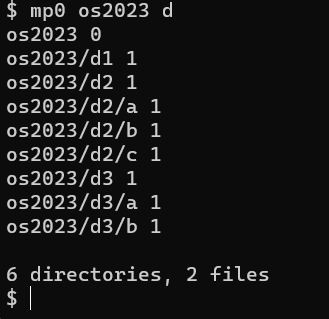 $ mp0 os2023 d
os2023 0
os2023/d1 1
os2023/d2 1
os2023/d2/a 1
os2023/d2/b 1
os2023/d2/c 1
os2023/d3 1
os2023/d3/a 1
os2023/d3/b 1
6 directories, 2 files
$